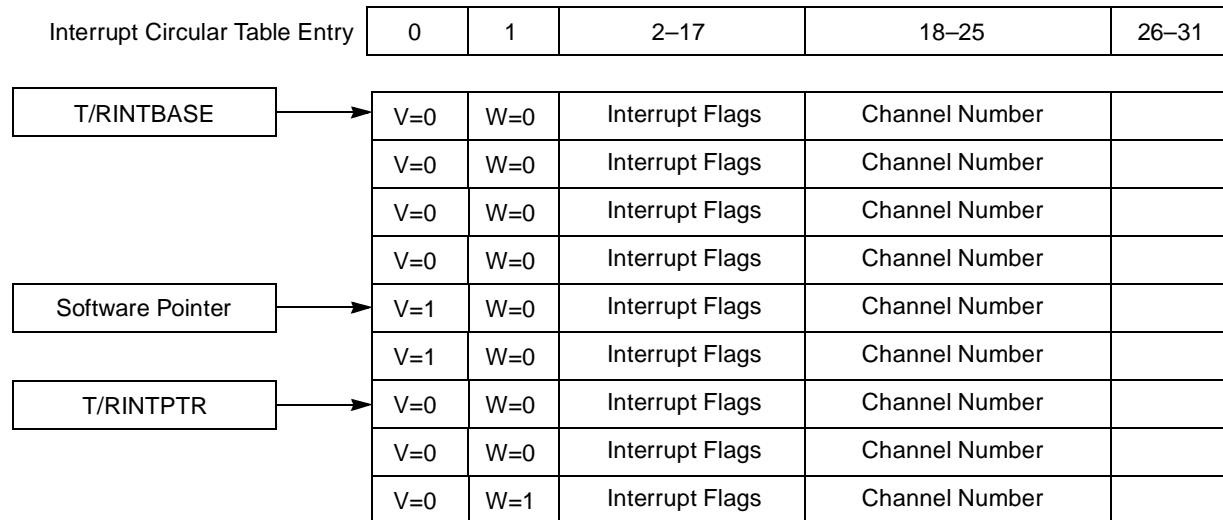 Interrupt Circular Table Entry 0 1 2–17 18–25 26–31
T/RINTBASE V=0 W=0 Interrupt Flags Channel Number
V=0 W=0 Interrupt Flags Channel Number
V=0 W=0 Interrupt Flags Channel Number
V=0 W=0 Interrupt Flags Channel Number
Software Pointer V=1 W=0 Interrupt Flags Channel Number
V=1 W=0 Interrupt Flags Channel Number
T/RINTPTR V=0 W=0 Interrupt Flags Channel Number
V=0 W=0 Interrupt Flags Channel Number
V=0 W=1 Interrupt Flags Channel Number